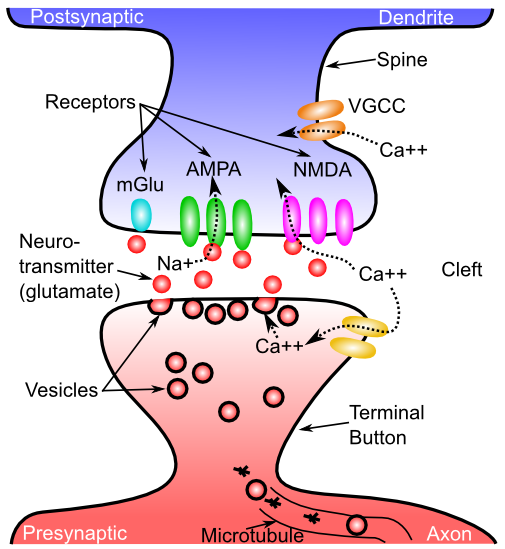 Postsynaptic
Dendrite
Spine
Receptors
VGCC
Ca++
AMPA
NMDA
mGlu
Neuro-
transmitter
(glutamate)
Na+
Ca++
Cleft
Ca++
Vesicles
Terminal
Button
Presynaptic
Microtubule
Axon